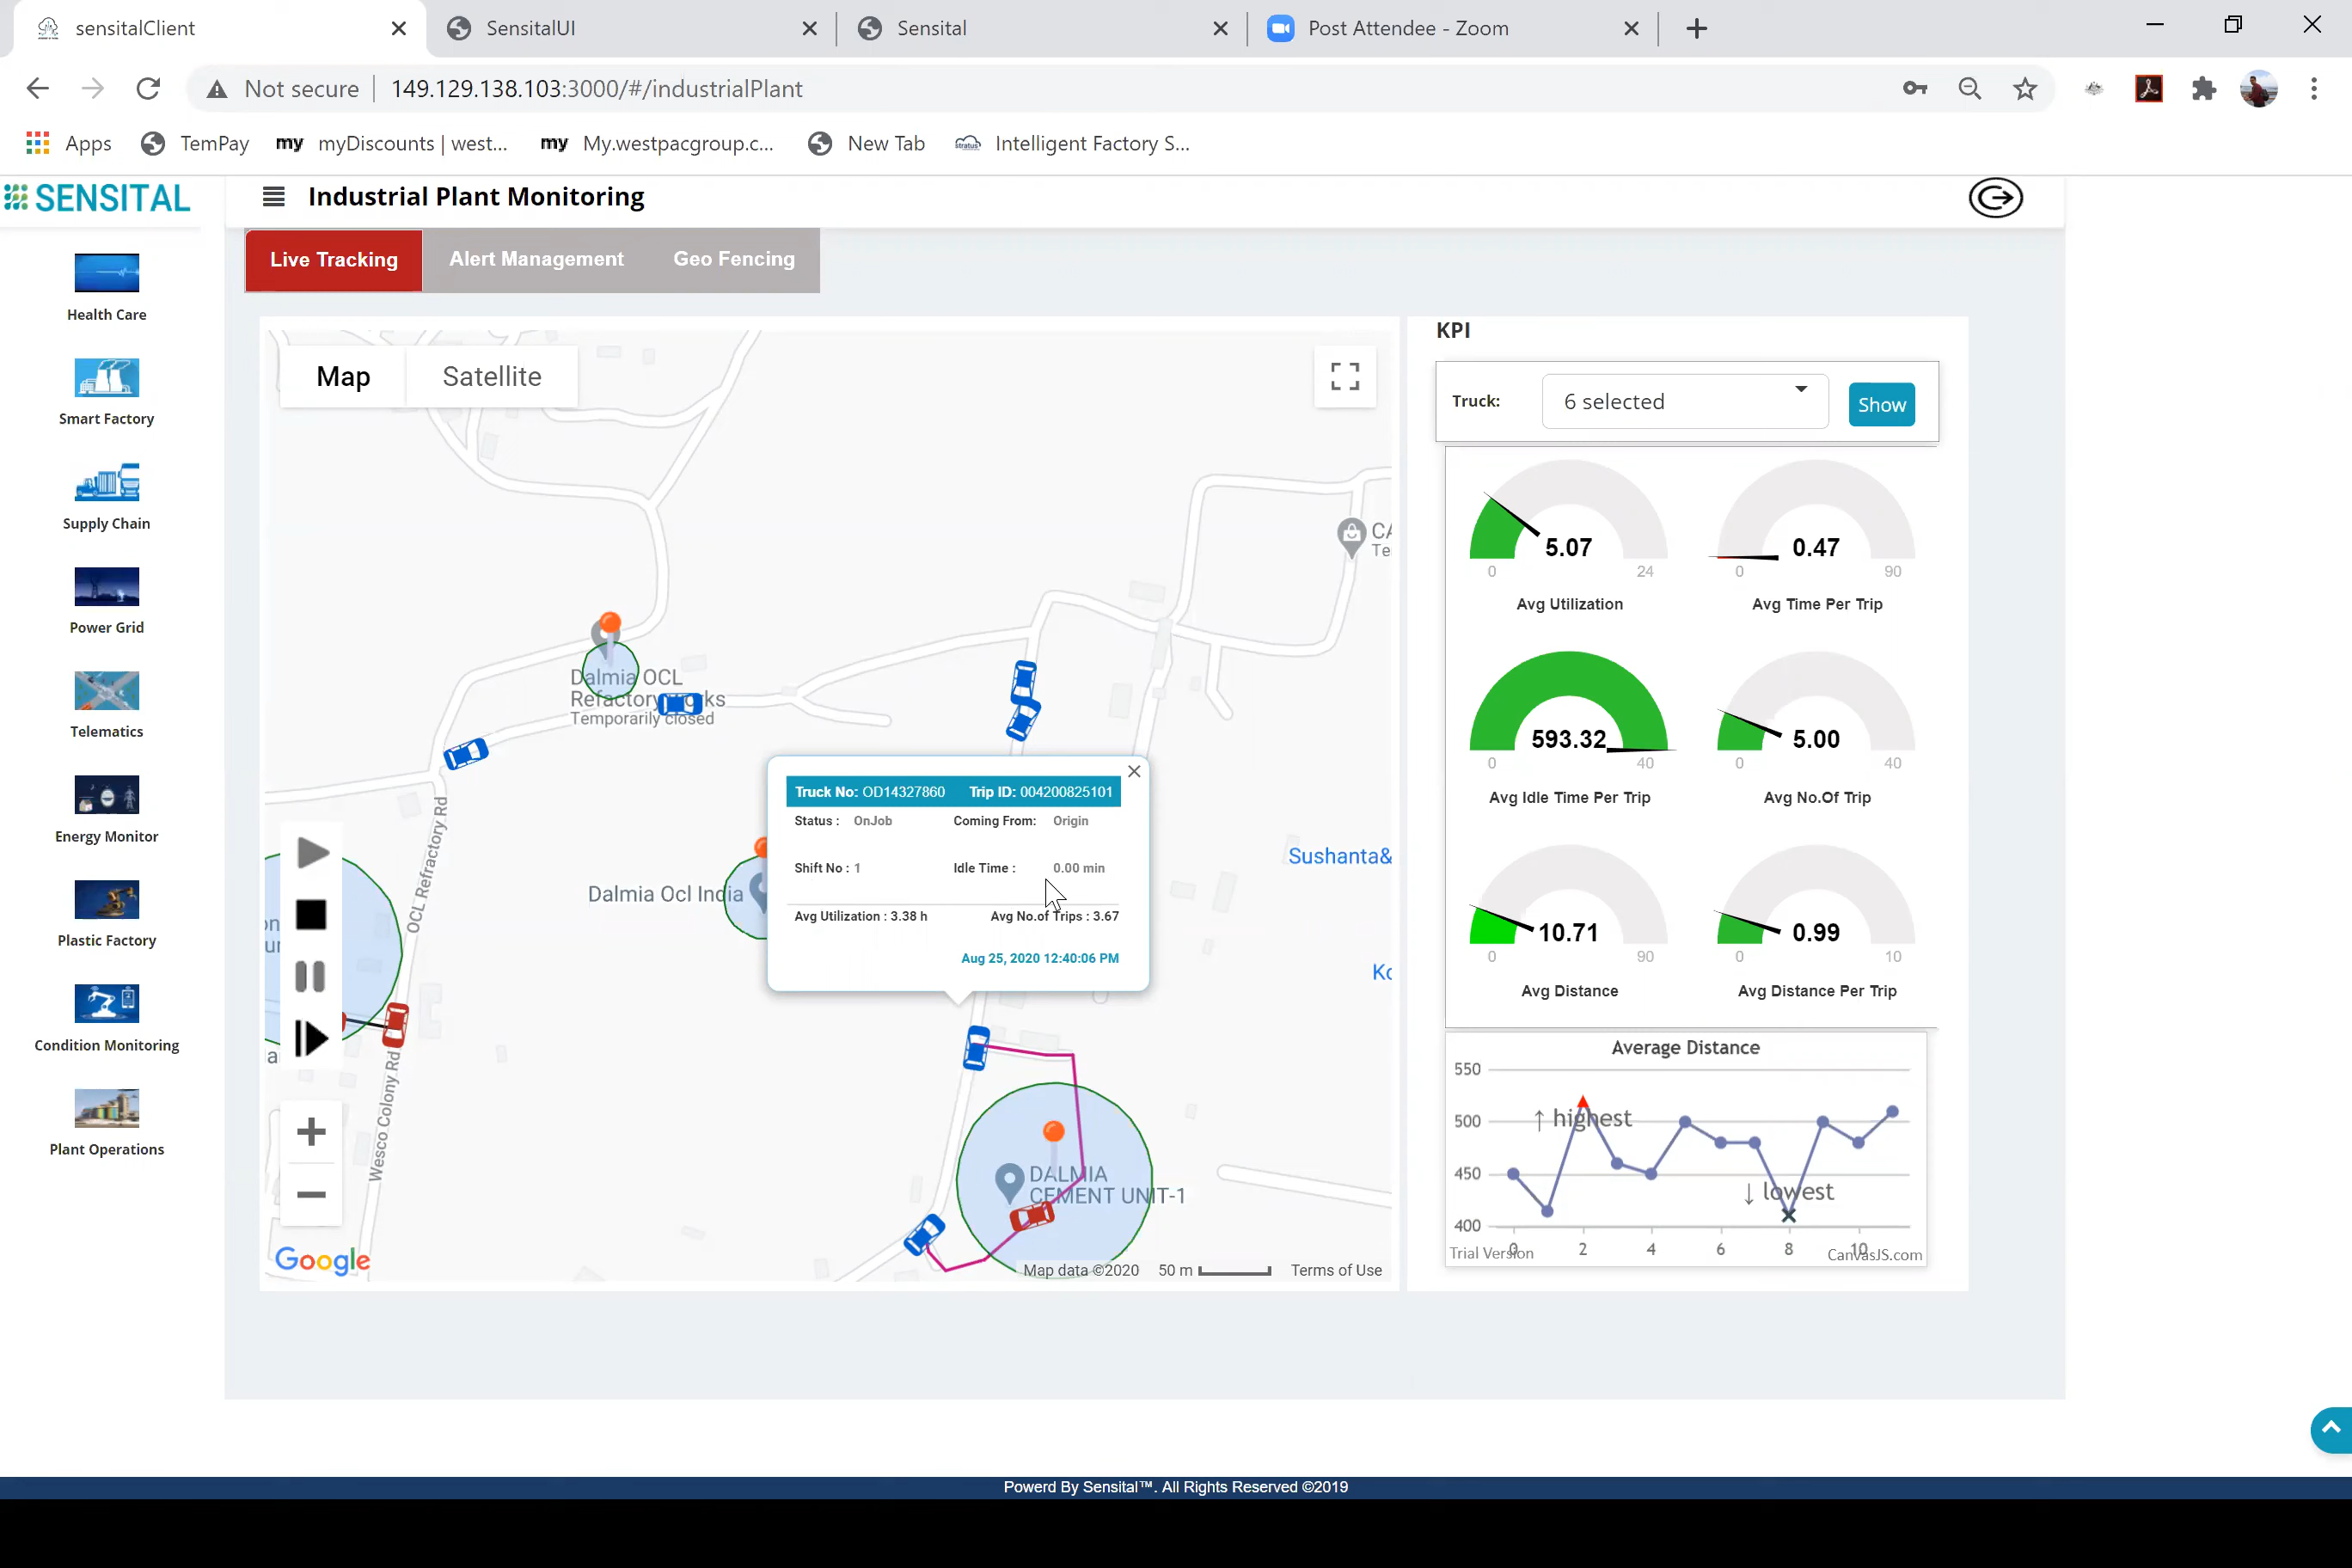 sensitalClient
SensitalUI
Sensital
Post Attendee - Zoom
Not secure
149.129.138.103:3000/#/industrialPlant
Apps
TemPay
my myDiscounts | west...
my My.westpacgroup.c...
New Tab
stratus Intelligent Factory S...
SENSITAL
Industrial Plant Monitoring
Live Tracking
Alert Management
Geo Fencing
Health Care
Smart Factory
Supply Chain
Power Grid
Telematics
Energy Monitor
Plastic Factory
Condition Monitoring
Plant Operations
Map
Satellite
CA
Te
Dalmia OCL
Refactory
ks
Temporarily closed
OCL Refractory Rd
Dalmia Ocl India
Sushanta&
Wesco Colony Rd
Truck No: OD14327860 Trip ID: 004200825101
Status : OnJob Coming From: Origin
Shift No : 1 Idle Time : 0.00 min
Avg Utilization : 3.38 h Avg No.of Trips : 3.67
Aug 25, 2020 12:40:06 PM
DALMIA
CEMENT UNIT-1
Google
Map data ©2020 50 m Terms of Use
KPI
Truck: 6 selected Show
5.07
0 24
Avg Utilization
0.47
0 90
Avg Time Per Trip
593.32
0 40
Avg Idle Time Per Trip
5.00
0 40
Avg No.Of Trip
10.71
0 90
Avg Distance
0.99
0 10
Avg Distance Per Trip
Average Distance
550
500
450
400
↑ highest
↓ lowest
0 2 4 6 8 10
Trial Version
CanvasJS.com
Powerd By Sensital™. All Rights Reserved ©2019